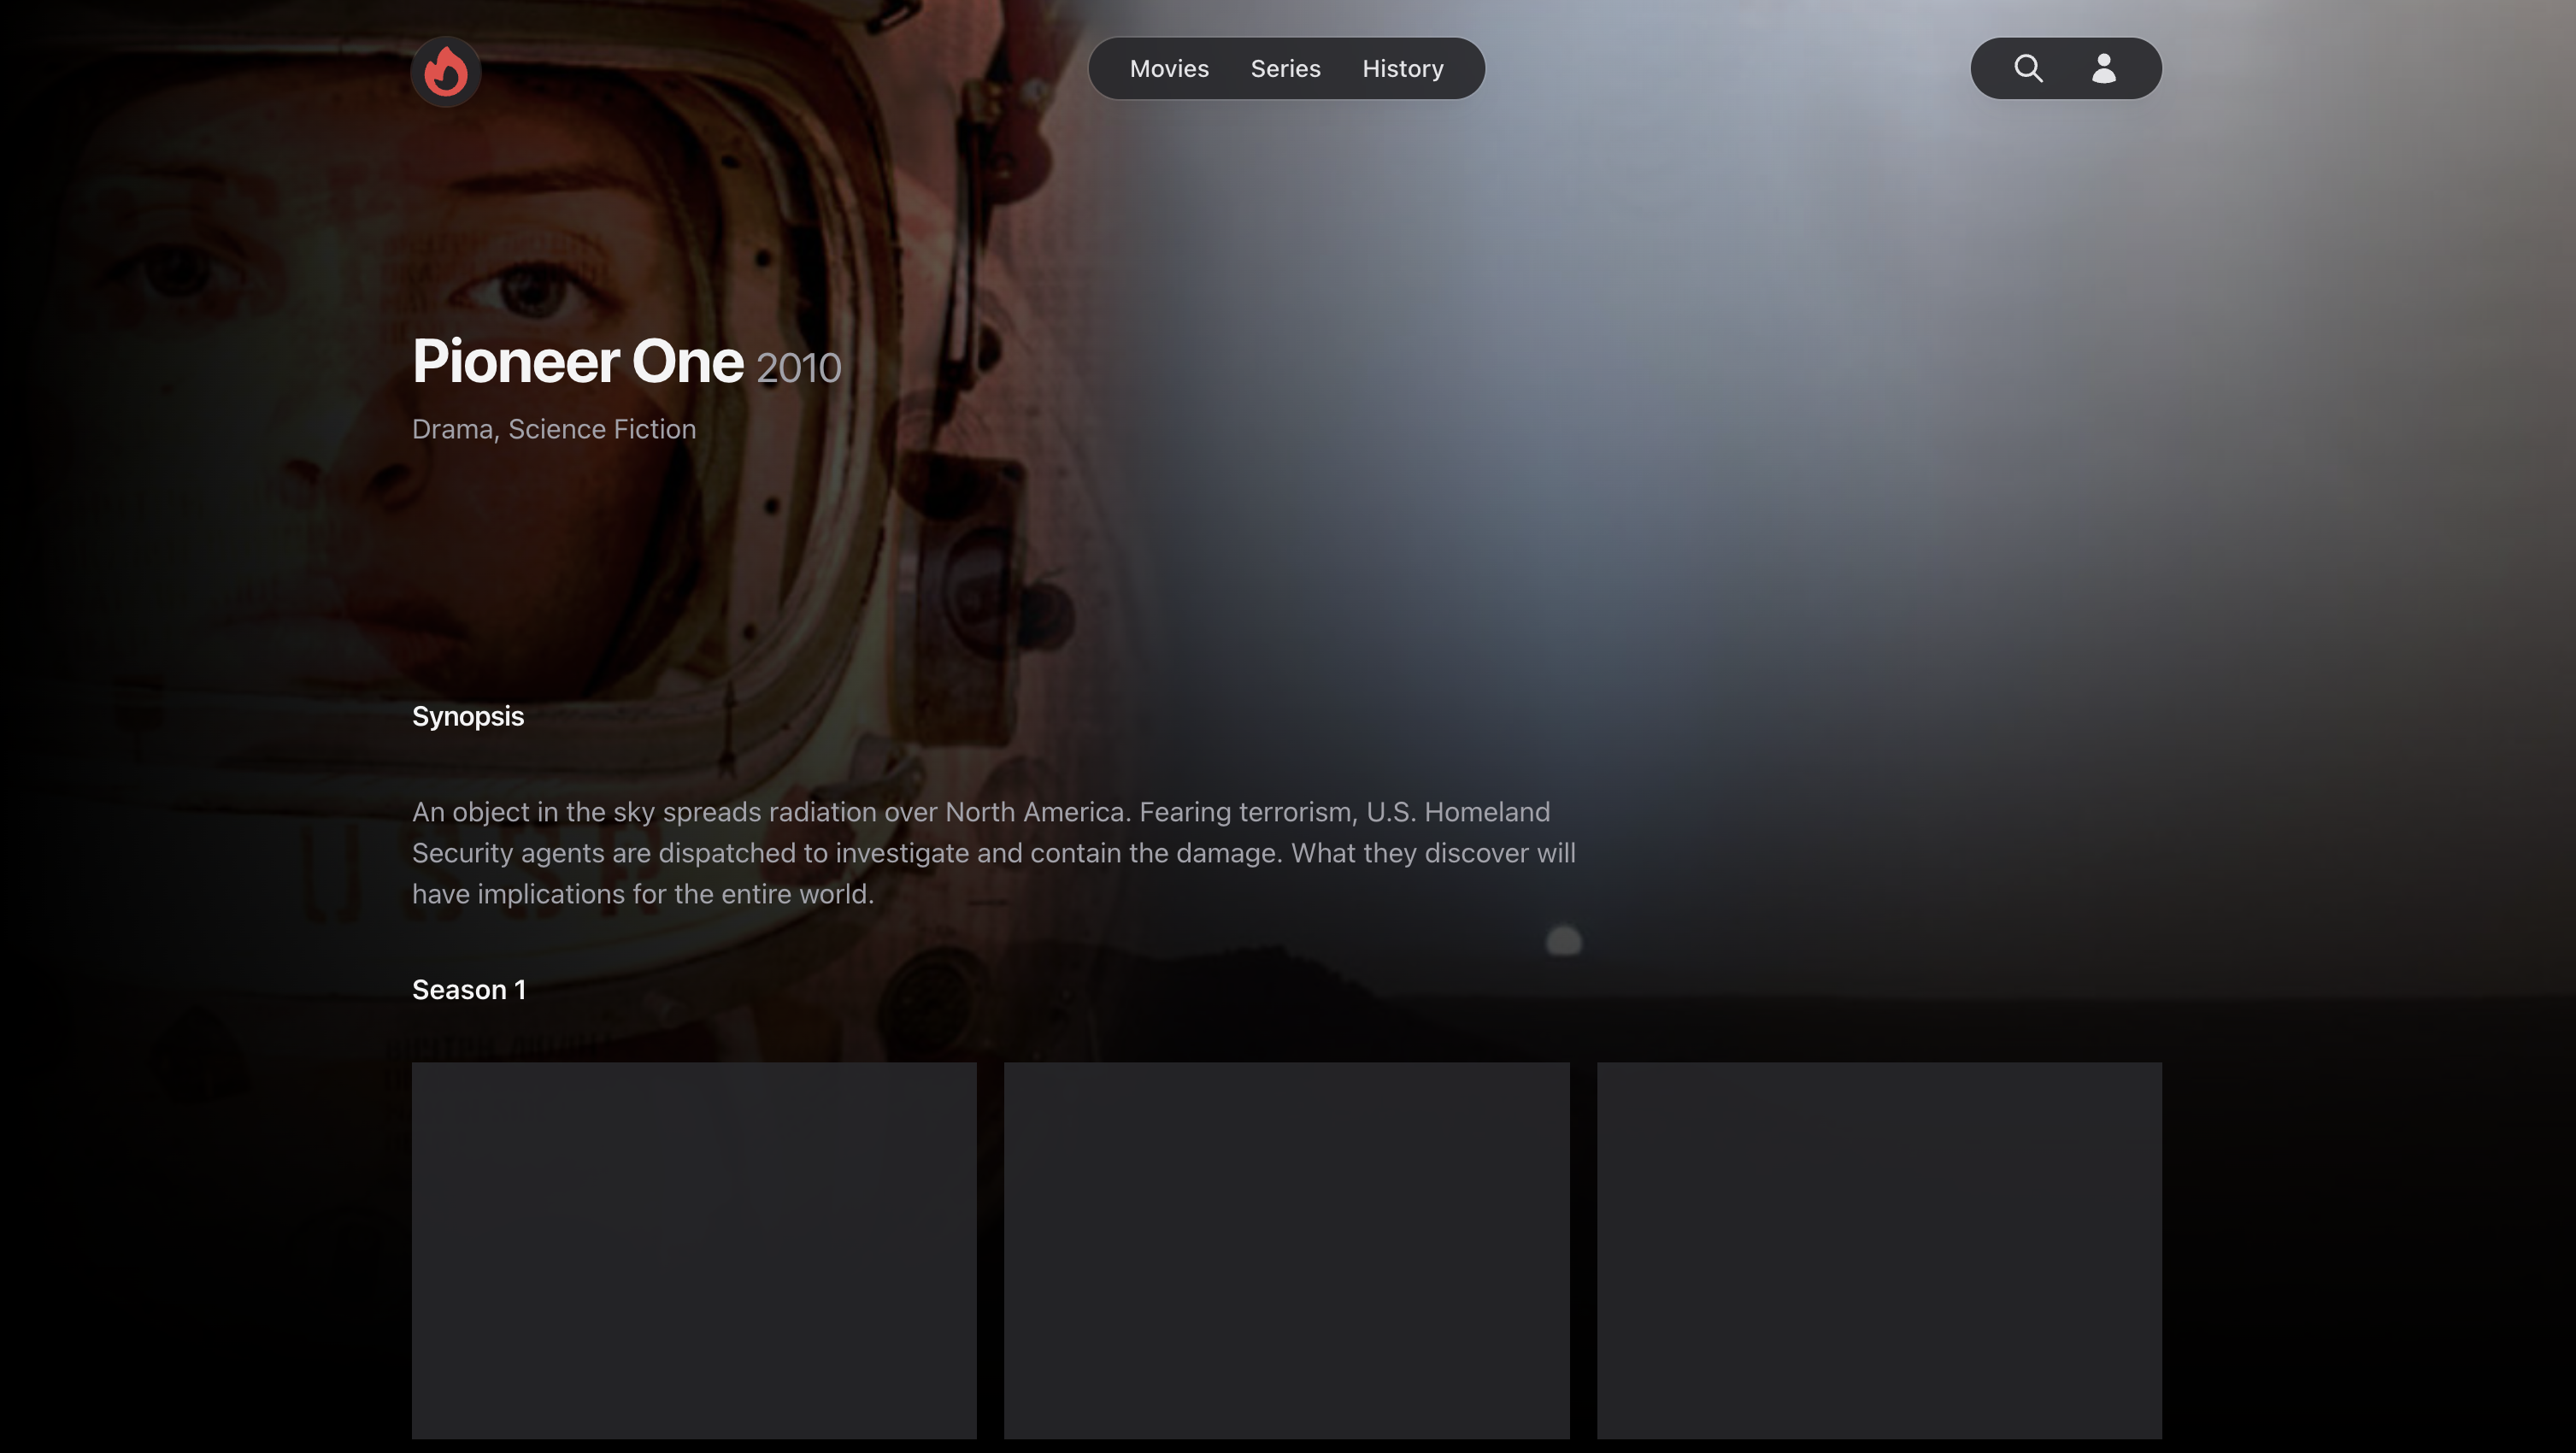 Movies Series History
Pioneer One 2010
Drama, Science Fiction
Synopsis
An object in the sky spreads radiation over North America. Fearing terrorism, U.S. Homeland
Security agents are dispatched to investigate and contain the damage. What they discover will
have implications for the entire world.
Season 1